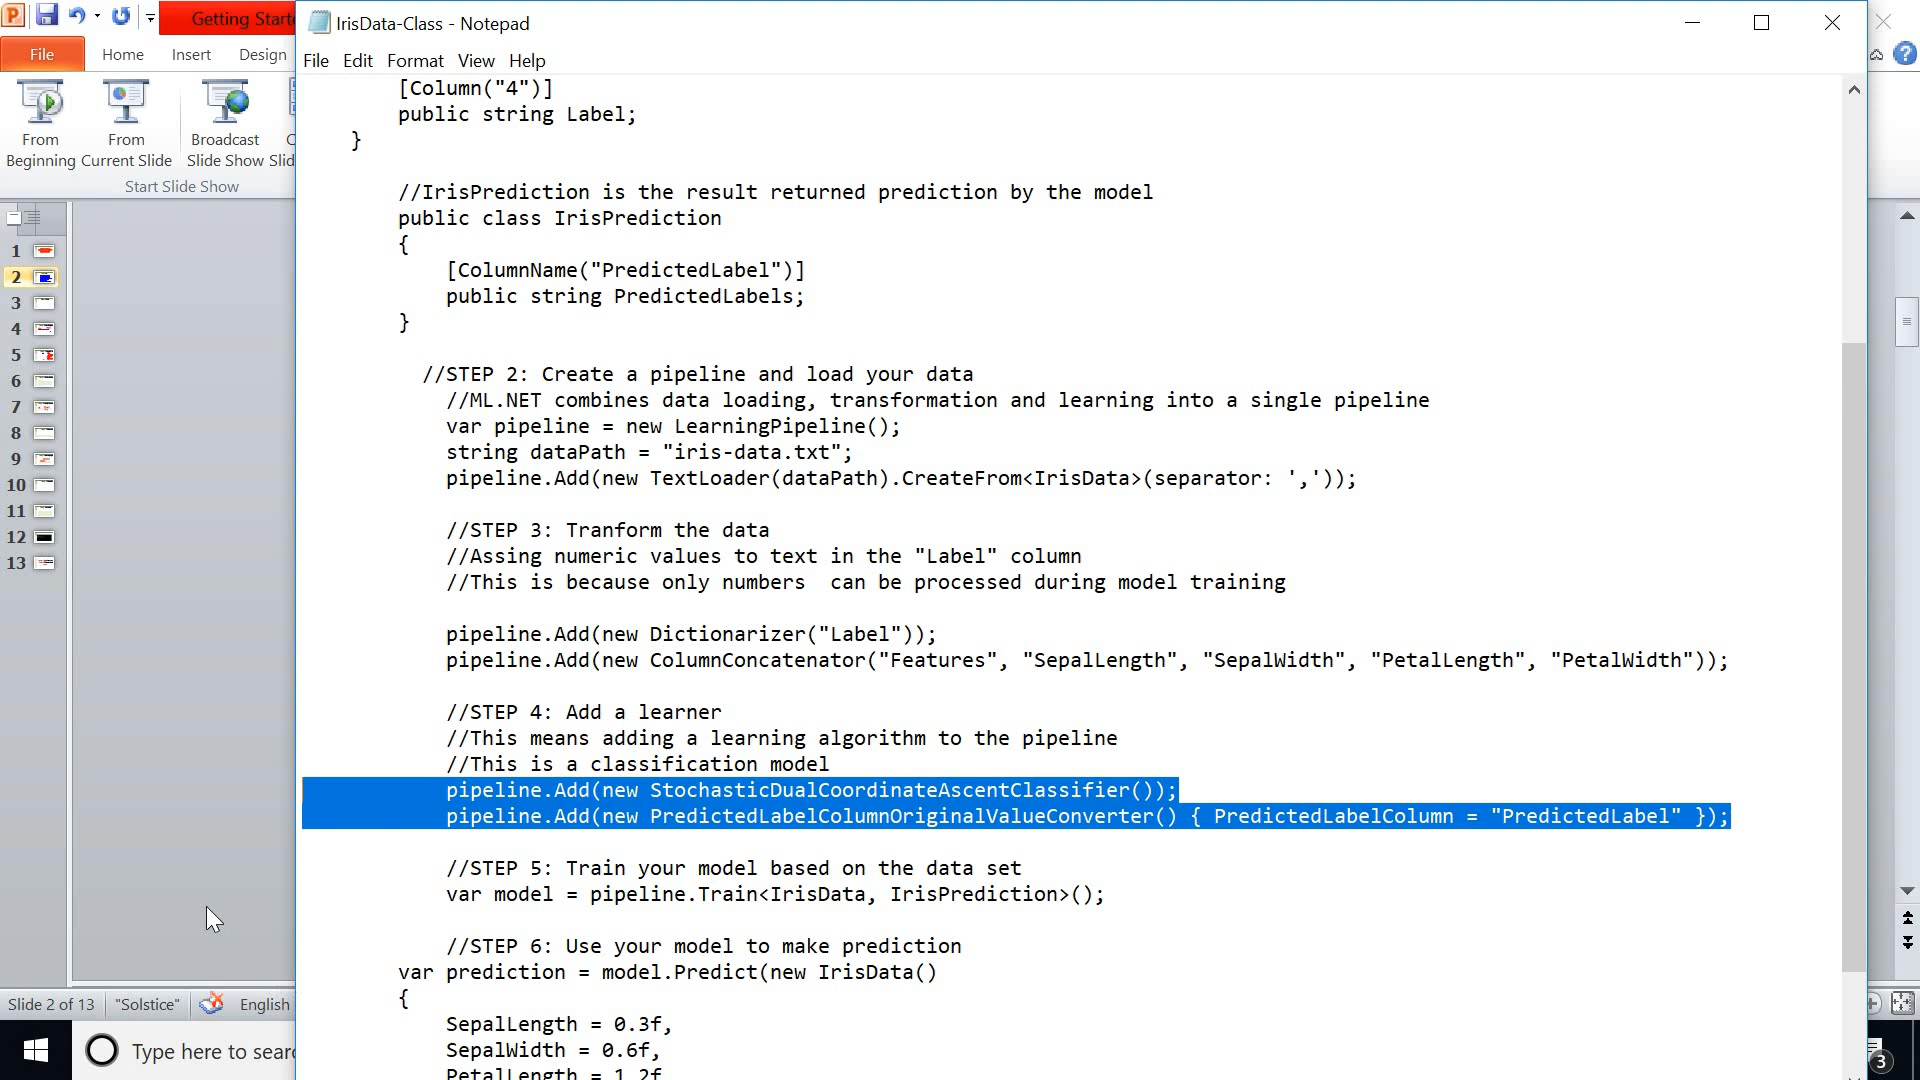 Getting Start
IrisData-Class - Notepad
File Home Insert Design
File Edit Format View Help
From Beginning
From Current Slide
Broadcast Slide Show
Slid
Start Slide Show
1
2
3
4
5
6
7
8
9
10
11
12
13
[Column("4")]
public string Label;
}
//IrisPrediction is the result returned prediction by the model
public class IrisPrediction
{
[ColumnName("PredictedLabel")]
public string PredictedLabels;
}
//STEP 2: Create a pipeline and load your data
//ML.NET combines data loading, transformation and learning into a single pipeline
var pipeline = new LearningPipeline();
string dataPath = "iris-data.txt";
pipeline.Add(new TextLoader(dataPath).CreateFrom<IrisData>(separator: ','));
//STEP 3: Tranform the data
//Assing numeric values to text in the "Label" column
//This is because only numbers  can be processed during model training
pipeline.Add(new Dictionarizer("Label"));
pipeline.Add(new ColumnConcatenator("Features", "SepalLength", "SepalWidth", "PetalLength", "PetalWidth"));
//STEP 4: Add a learner
//This means adding a learning algorithm to the pipeline
//This is a classification model
pipeline.Add(new StochasticDualCoordinateAscentClassifier());
pipeline.Add(new PredictedLabelColumnOriginalValueConverter() { PredictedLabelColumn = "PredictedLabel" });
//STEP 5: Train your model based on the data set
var model = pipeline.Train<IrisData, IrisPrediction>();
//STEP 6: Use your model to make prediction
var prediction = model.Predict(new IrisData()
{
SepalLength = 0.3f,
SepalWidth = 0.6f,
PetalLength = 1.2f
Slide 2 of 13 "Solstice" English
Type here to sear
3